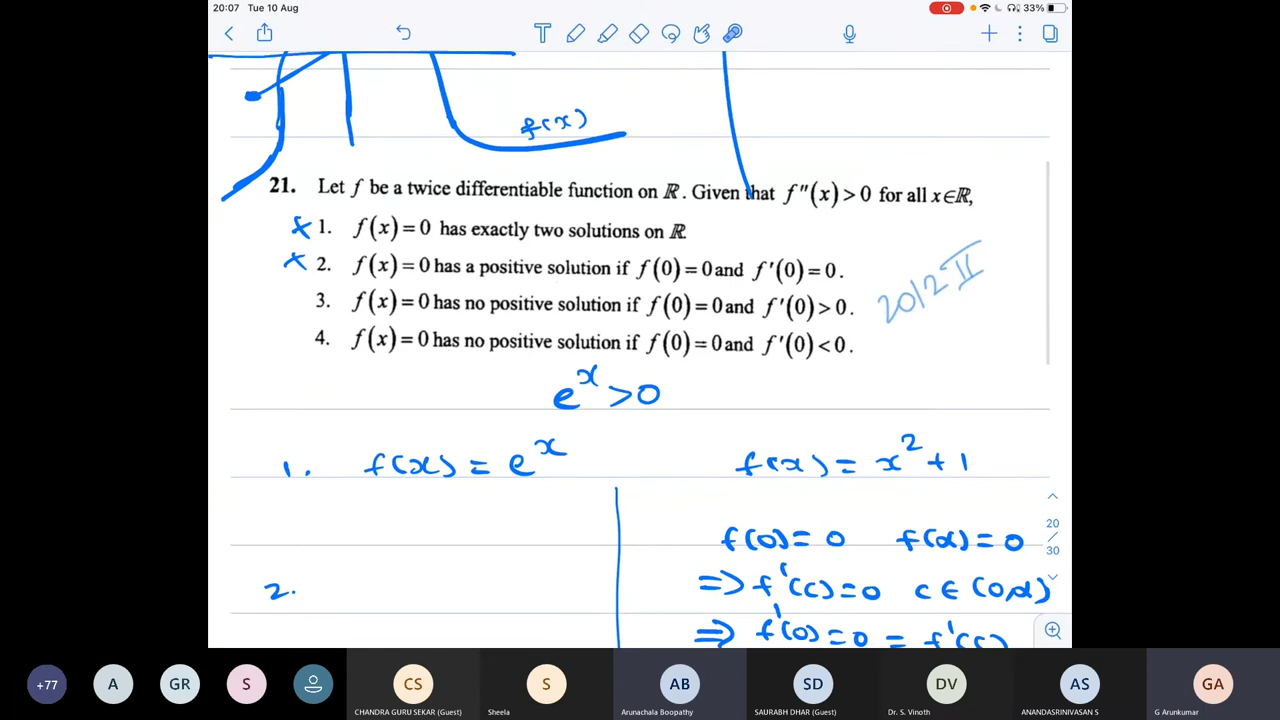 20:07 Tue 10 Aug
33%
f(x)
21. Let f be a twice differentiable function on ℝ. Given that f"(x)>0 for all x∈ℝ,
× 1. f(x)=0 has exactly two solutions on ℝ
× 2. f(x)=0 has a positive solution if f(0)=0 and f'(0)=0.
3. f(x)=0 has no positive solution if f(0)=0 and f'(0)>0.
4. f(x)=0 has no positive solution if f(0)=0 and f'(0)<0.
2012 II
e^x >0
1. f(x) = e^x
f(x) = x² + 1
f(0)= 0 f(α)= 0
20
/
30
2.
=> f'(c)=0 c ∈ (0,α)
=> f'(0)=0 = f'(c)
+77
A
GR
S
CS
S
AB
SD
DV
AS
GA
CHANDRA GURU SEKAR (Guest)
Sheela
Arunachala Boopathy
SAURABH DHAR (Guest)
Dr. S. Vinoth
ANANDASRINIVASAN S
G Arunkumar